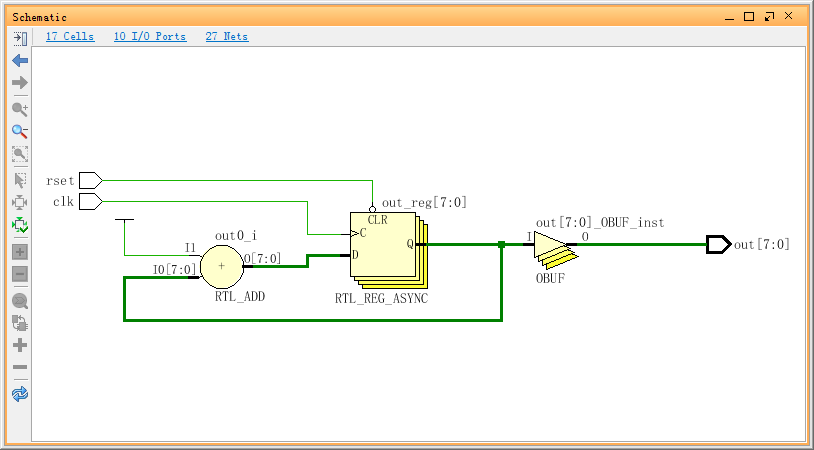 Schematic
17 Cells 10 I/O Ports 27 Nets
rset
clk
out_reg[7:0]
CLR
C
D
Q
RTL_REG_ASYNC
out0_i
I1
I0[7:0]
+
O[7:0]
RTL_ADD
out[7:0]_OBUF_inst
I
O
OBUF
out[7:0]